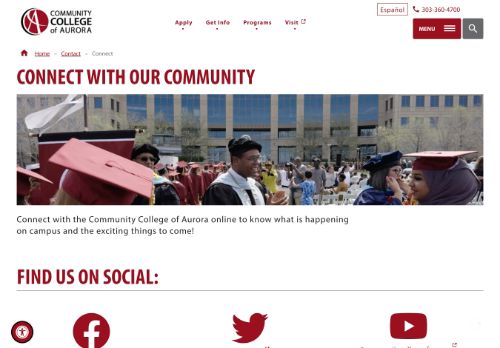 COMMUNITY
COLLEGE
of AURORA
Español
303-360-4700
Apply
Get Info
Programs
Visit
MENU
Home
Contact
Connect
CONNECT WITH OUR COMMUNITY
Connect with the Community College of Aurora online to know what is happening
on campus and the exciting things to come!
FIND US ON SOCIAL: